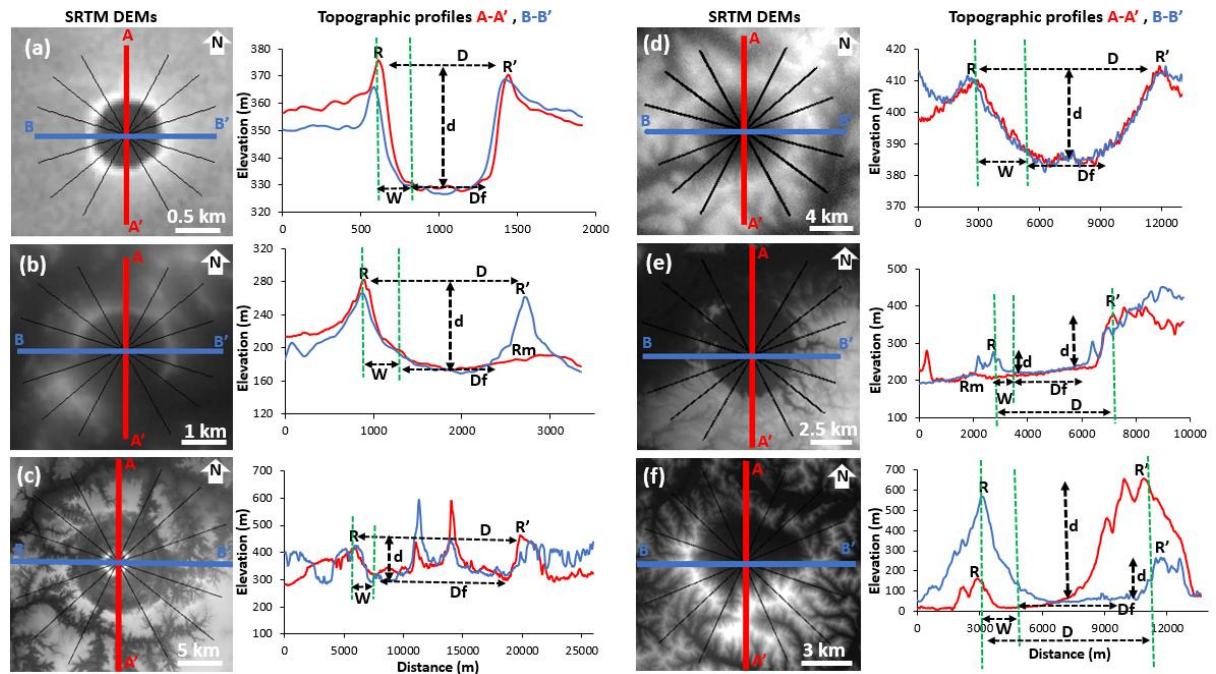 SRTM DEMs
Topographic profiles A-A' , B-B'
SRTM DEMs
Topographic profiles A-A' , B-B'
(a)
A
N
B
B'
A'
0.5 km
Elevation (m)
380
370
360
350
340
330
320
R
D
R'
d
W
Df
0
500
1000
1500
2001
(d)
A
N
B
B'
A'
4 km
Elevation (m)
420
410
400
390
380
370
R
D
R'
d
W
Df
0
3000
6000
9000
12000
(b)
A
N
B
B'
A'
1 km
Elevation (m)
320
280
240
200
160
120
R
D
R'
d
Rm
W
Df
0
1000
2000
3000
(e)
A
N
B
B'
A'
2.5 km
Elevation (m)
500
400
300
200
100
R
R'
d
d
Rm
W
Df
D
0
2000
4000
6000
8000
10000
(c)
A
N
B
B'
A'
5 km
Elevation (m)
700
600
500
400
300
200
100
R
D
R'
d
W
Df
0
5000
10000
15000
20000
25000
Distance (m)
(f)
A
N
B
B'
A'
3 km
Elevation (m)
700
600
500
400
300
200
100
0
R
R
R'
R'
d
d
Df
W
D
0
3000
6000
9000
12000
Distance (m)